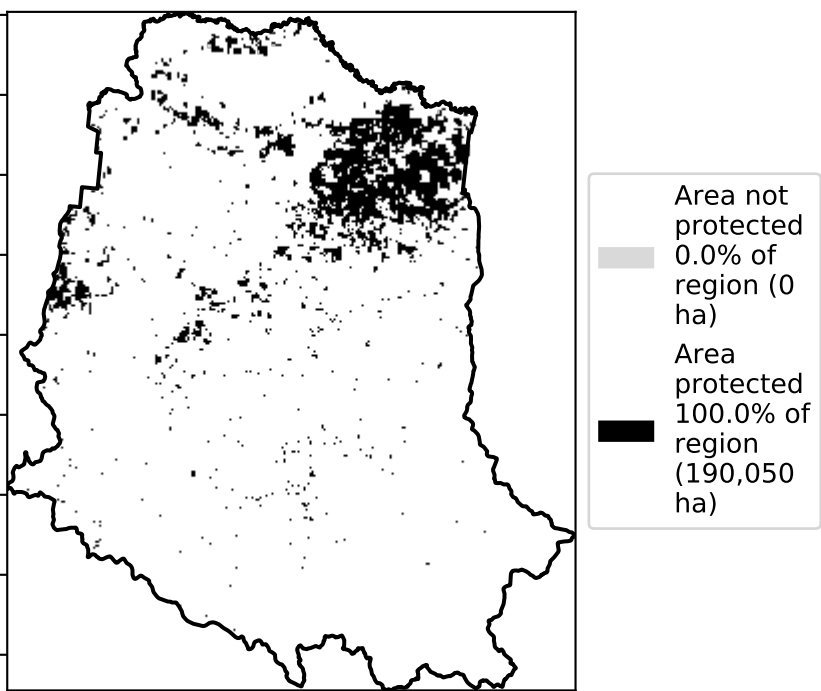 Area not
protected
0.0% of
region (0
ha)
Area
protected
100.0% of
region
(190,050
ha)